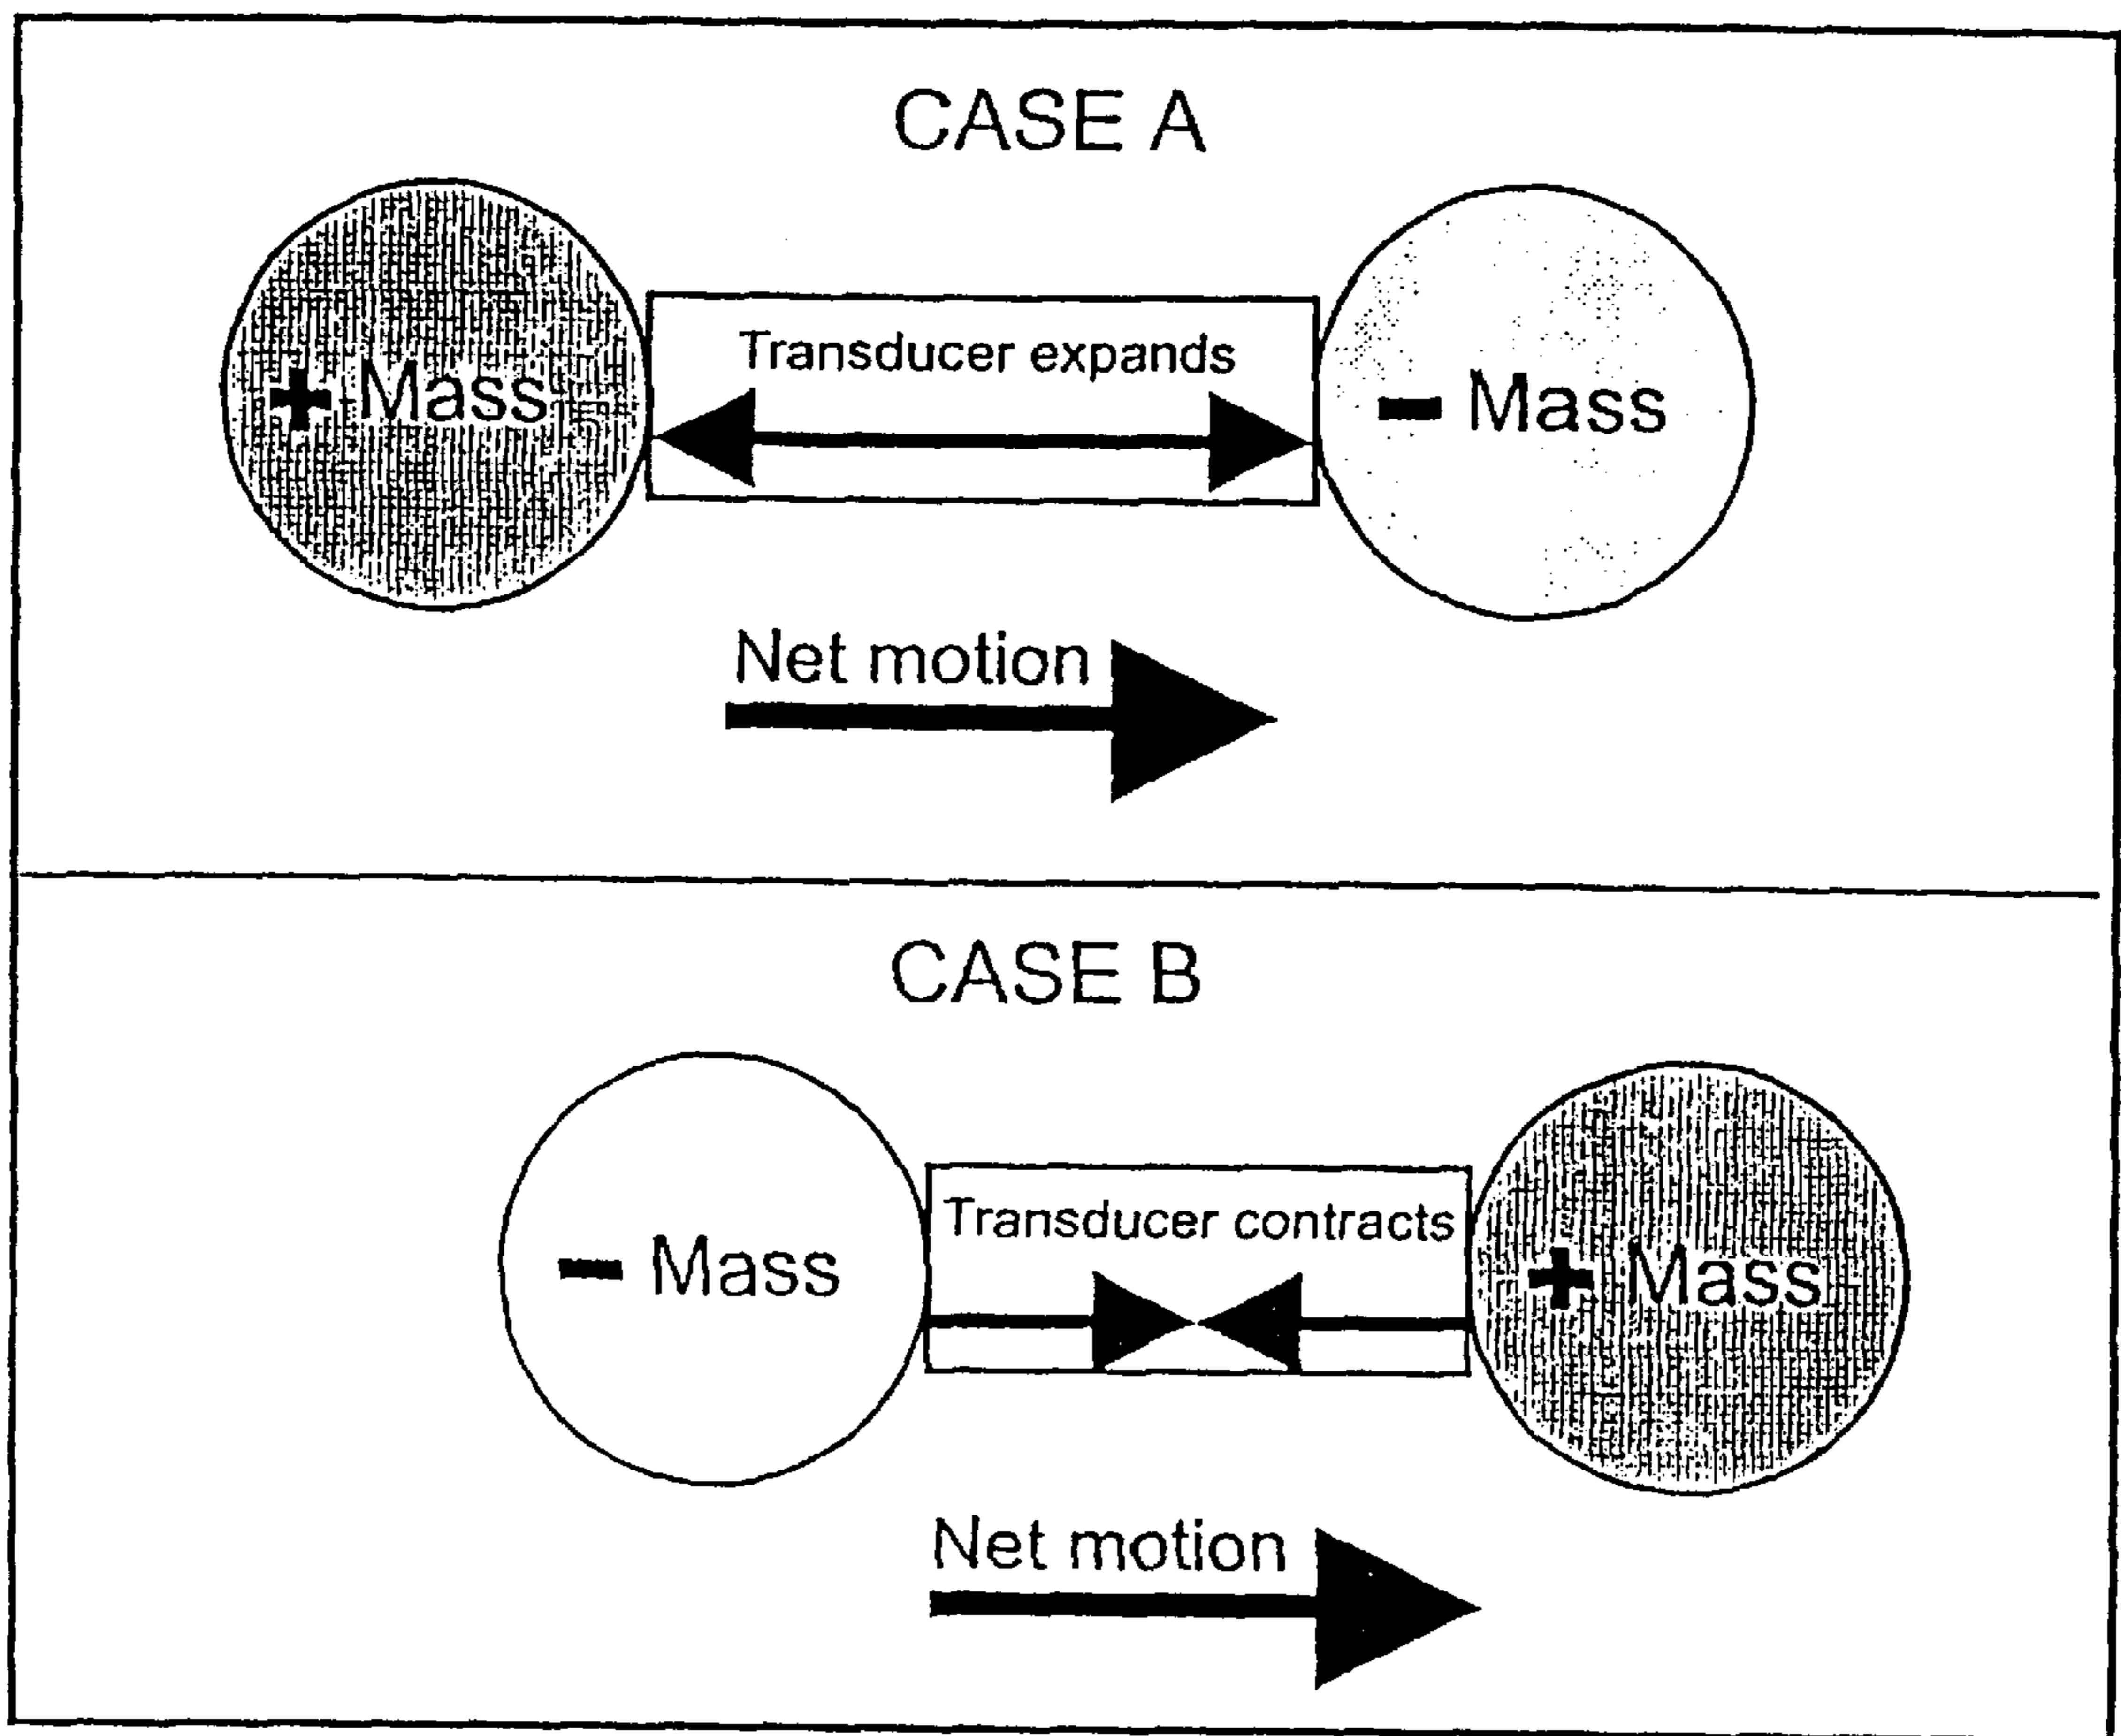 CASE A
+ Mass
Transducer expands
- Mass
Net motion
CASE B
- Mass
Transducer contracts
+ Mass
Net motion